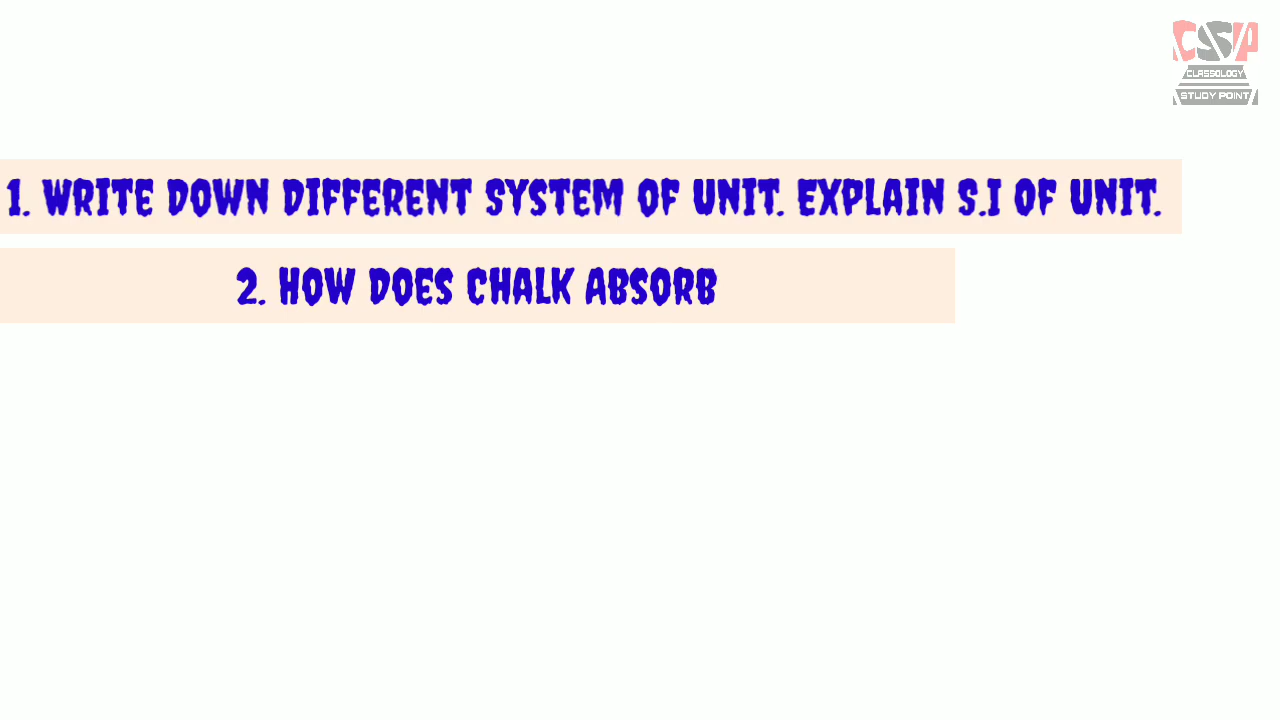 CSP
CLASSOLOGY
STUDY POINT
1. WRITE DOWN DIFFERENT SYSTEM OF UNIT. EXPLAIN S.I OF UNIT.
2. HOW DOES CHALK ABSORB